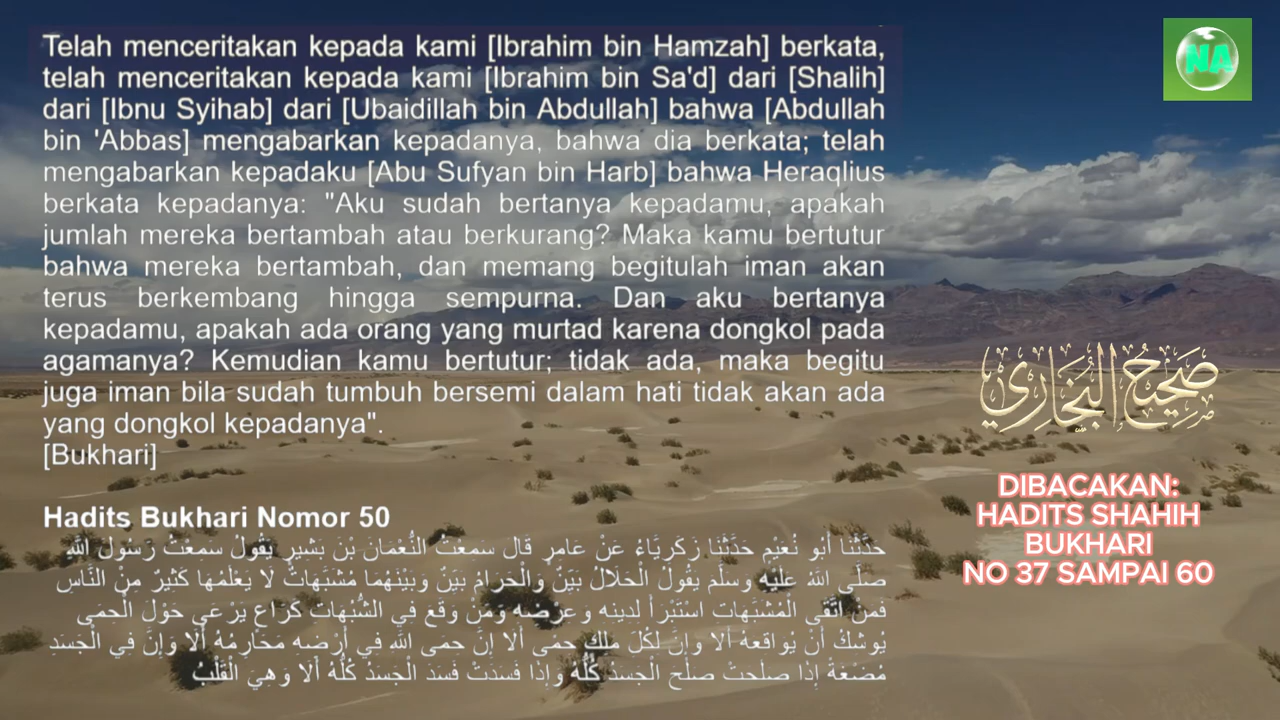 Telah menceritakan kepada kami [Ibrahim bin Hamzah] berkata,
telah menceritakan kepada kami [Ibrahim bin Sa'd] dari [Shalih]
dari [Ibnu Syihab] dari [Ubaidillah bin Abdullah] bahwa [Abdullah
bin 'Abbas] mengabarkan kepadanya, bahwa dia berkata; telah
mengabarkan kepadaku [Abu Sufyan bin Harb] bahwa Heraqlius
berkata kepadanya: "Aku sudah bertanya kepadamu, apakah
jumlah mereka bertambah atau berkurang? Maka kamu bertutur
bahwa mereka bertambah, dan memang begitulah iman akan
terus berkembang hingga sempurna. Dan aku bertanya
kepadamu, apakah ada orang yang murtad karena dongkol pada
agamanya? Kemudian kamu bertutur; tidak ada, maka begitu
juga iman bila sudah tumbuh bersemi dalam hati tidak akan ada
yang dongkol kepadanya".
[Bukhari]
Hadits Bukhari Nomor 50
حَدَّثَنَا أَبُو نُعَيْمٍ حَدَّثَنَا زَكَرِيَّاءُ عَنْ عَامِرٍ قَالَ سَمِعْتُ النُّعْمَانَ بْنَ بَشِيرٍ يَقُولُ سَمِعْتُ رَسُولَ اللَّهِ
صَلَّى اللَّهُ عَلَيْهِ وَسَلَّمَ يَقُولُ الْحَلَالُ بَيِّنٌ وَالْحَرَامُ بَيِّنٌ وَبَيْنَهُمَا مُشَبَّهَاتٌ لَا يَعْلَمُهَا كَثِيرٌ مِنْ النَّاسِ
فَمَنْ اتَّقَى الْمُشَبَّهَاتِ اسْتَبْرَأَ لِدِينِهِ وَعِرْضِهِ وَمَنْ وَقَعَ فِي الشُّبُهَاتِ كَرَاعٍ يَرْعَى حَوْلَ الْحِمَى
يُوشِكُ أَنْ يُوَاقِعَهُ أَلَا وَإِنَّ لِكُلِّ مَلِكٍ حِمًى أَلَا إِنَّ حِمَى اللَّهِ فِي أَرْضِهِ مَحَارِمُهُ أَلَا وَإِنَّ فِي الْجَسَدِ
مُضْغَةً إِذَا صَلَحَتْ صَلَحَ الْجَسَدُ كُلُّهُ وَإِذَا فَسَدَتْ فَسَدَ الْجَسَدُ كُلُّهُ أَلَا وَهِيَ الْقَلْبُ
NA
صَحِيحُ الْبُخَارِيِّ
DIBACAKAN:
HADITS SHAHIH
BUKHARI
NO 37 SAMPAI 60